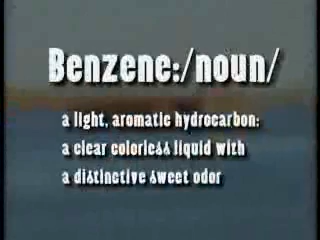 Benzene:/noun/
a light, aromatic hydrocarbon:
a clear colorless liquid with
a distinctive sweet odor